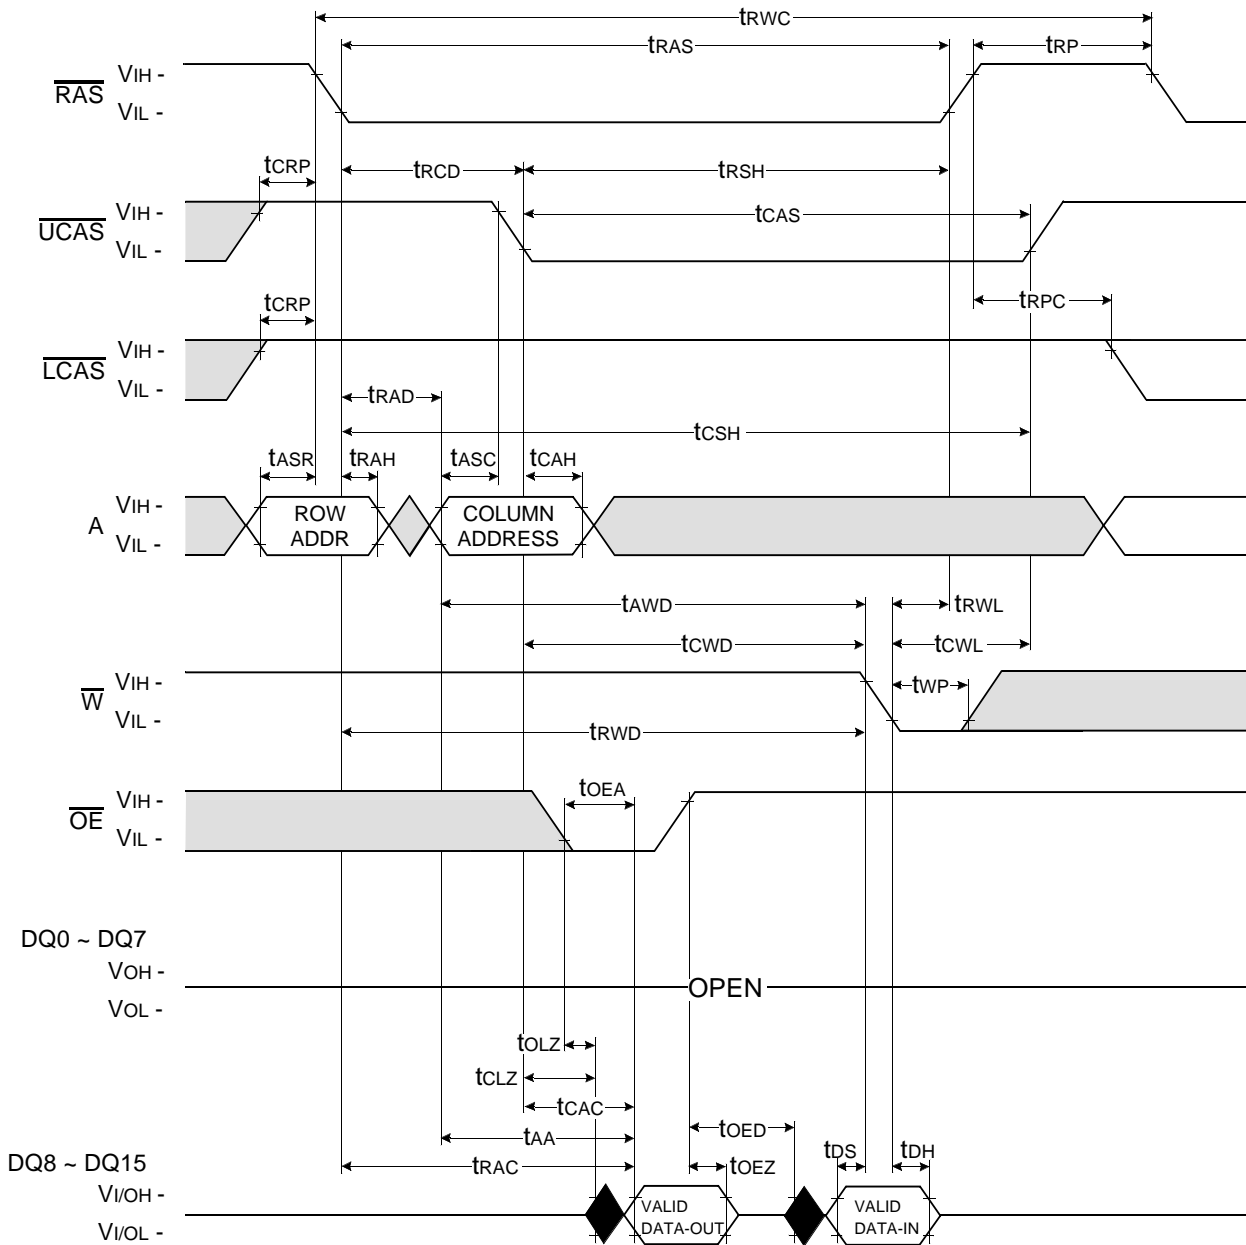 tRWC
tRAS tRP
RAS VIH -
VIL -
tCRP tRCD tRSH
UCAS VIH - tCAS
VIL -
tCRP tRPC
LCAS VIH -
VIL -
tRAD
tCSH
tASR tRAH tASC tCAH
A VIH - ROW COLUMN
VIL - ADDR ADDRESS
tAWD tRWL
tCWD tCWL
W VIH - tWP
VIL -
tRWD
OE VIH - tOEA
VIL -
DQ0 ~ DQ7
VOH -
OPEN
VOL -
tOLZ
tCLZ
tCAC
tAA tOED
DQ8 ~ DQ15 tRAC tOEZ tDS tDH
VI/OH - VALID VALID
VI/OL - DATA-OUT DATA-IN